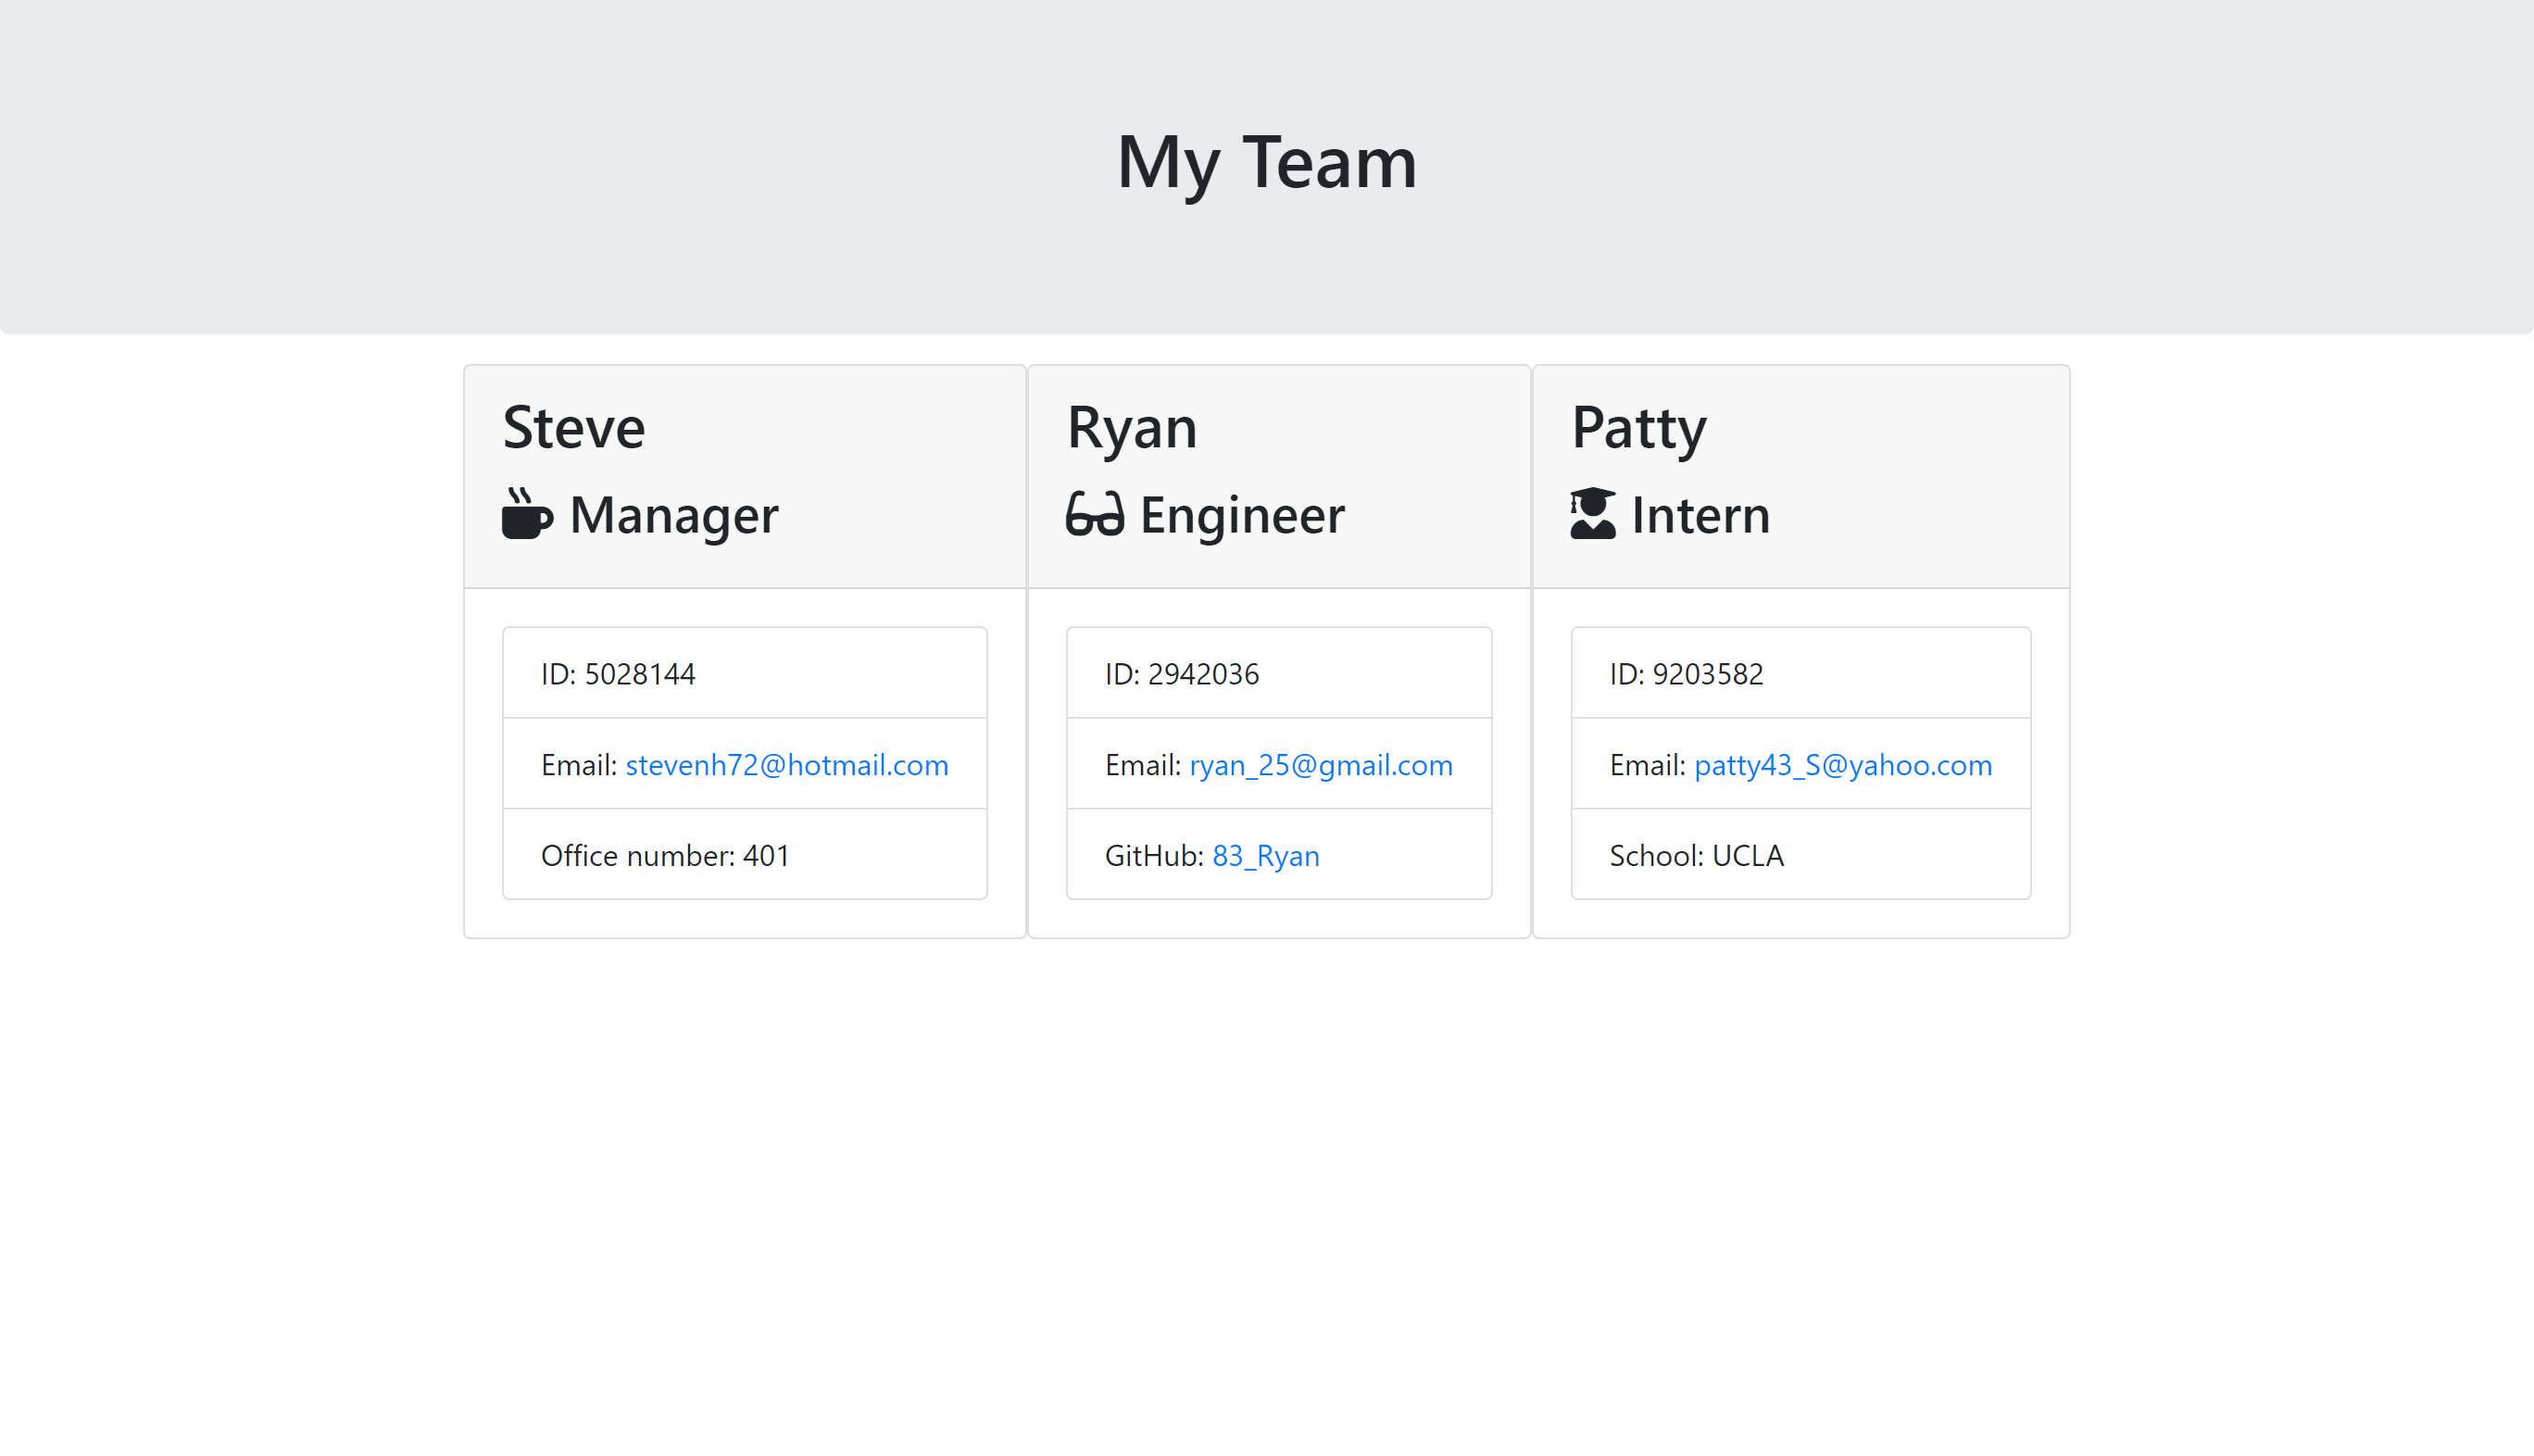 My Team
Steve
Manager
ID: 5028144
Email: stevenh72@hotmail.com
Office number: 401
Ryan
Engineer
ID: 2942036
Email: ryan_25@gmail.com
GitHub: 83_Ryan
Patty
Intern
ID: 9203582
Email: patty43_S@yahoo.com
School: UCLA